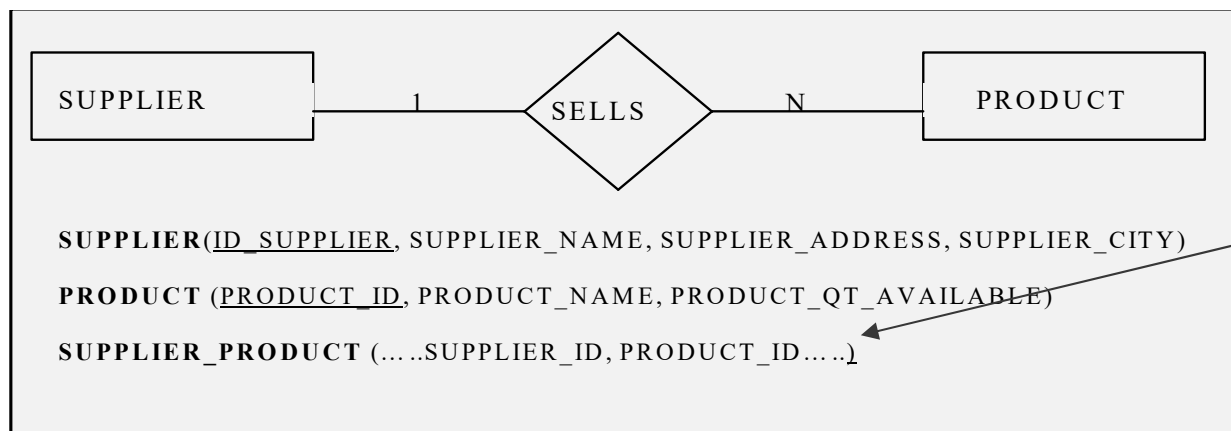 SUPPLIER 1 SELLS N PRODUCT
SUPPLIER(ID_SUPPLIER, SUPPLIER_NAME, SUPPLIER_ADDRESS, SUPPLIER_CITY)
PRODUCT (PRODUCT_ID, PRODUCT_NAME, PRODUCT_QT_AVAILABLE)
SUPPLIER_PRODUCT (.....SUPPLIER_ID, PRODUCT_ID.....)